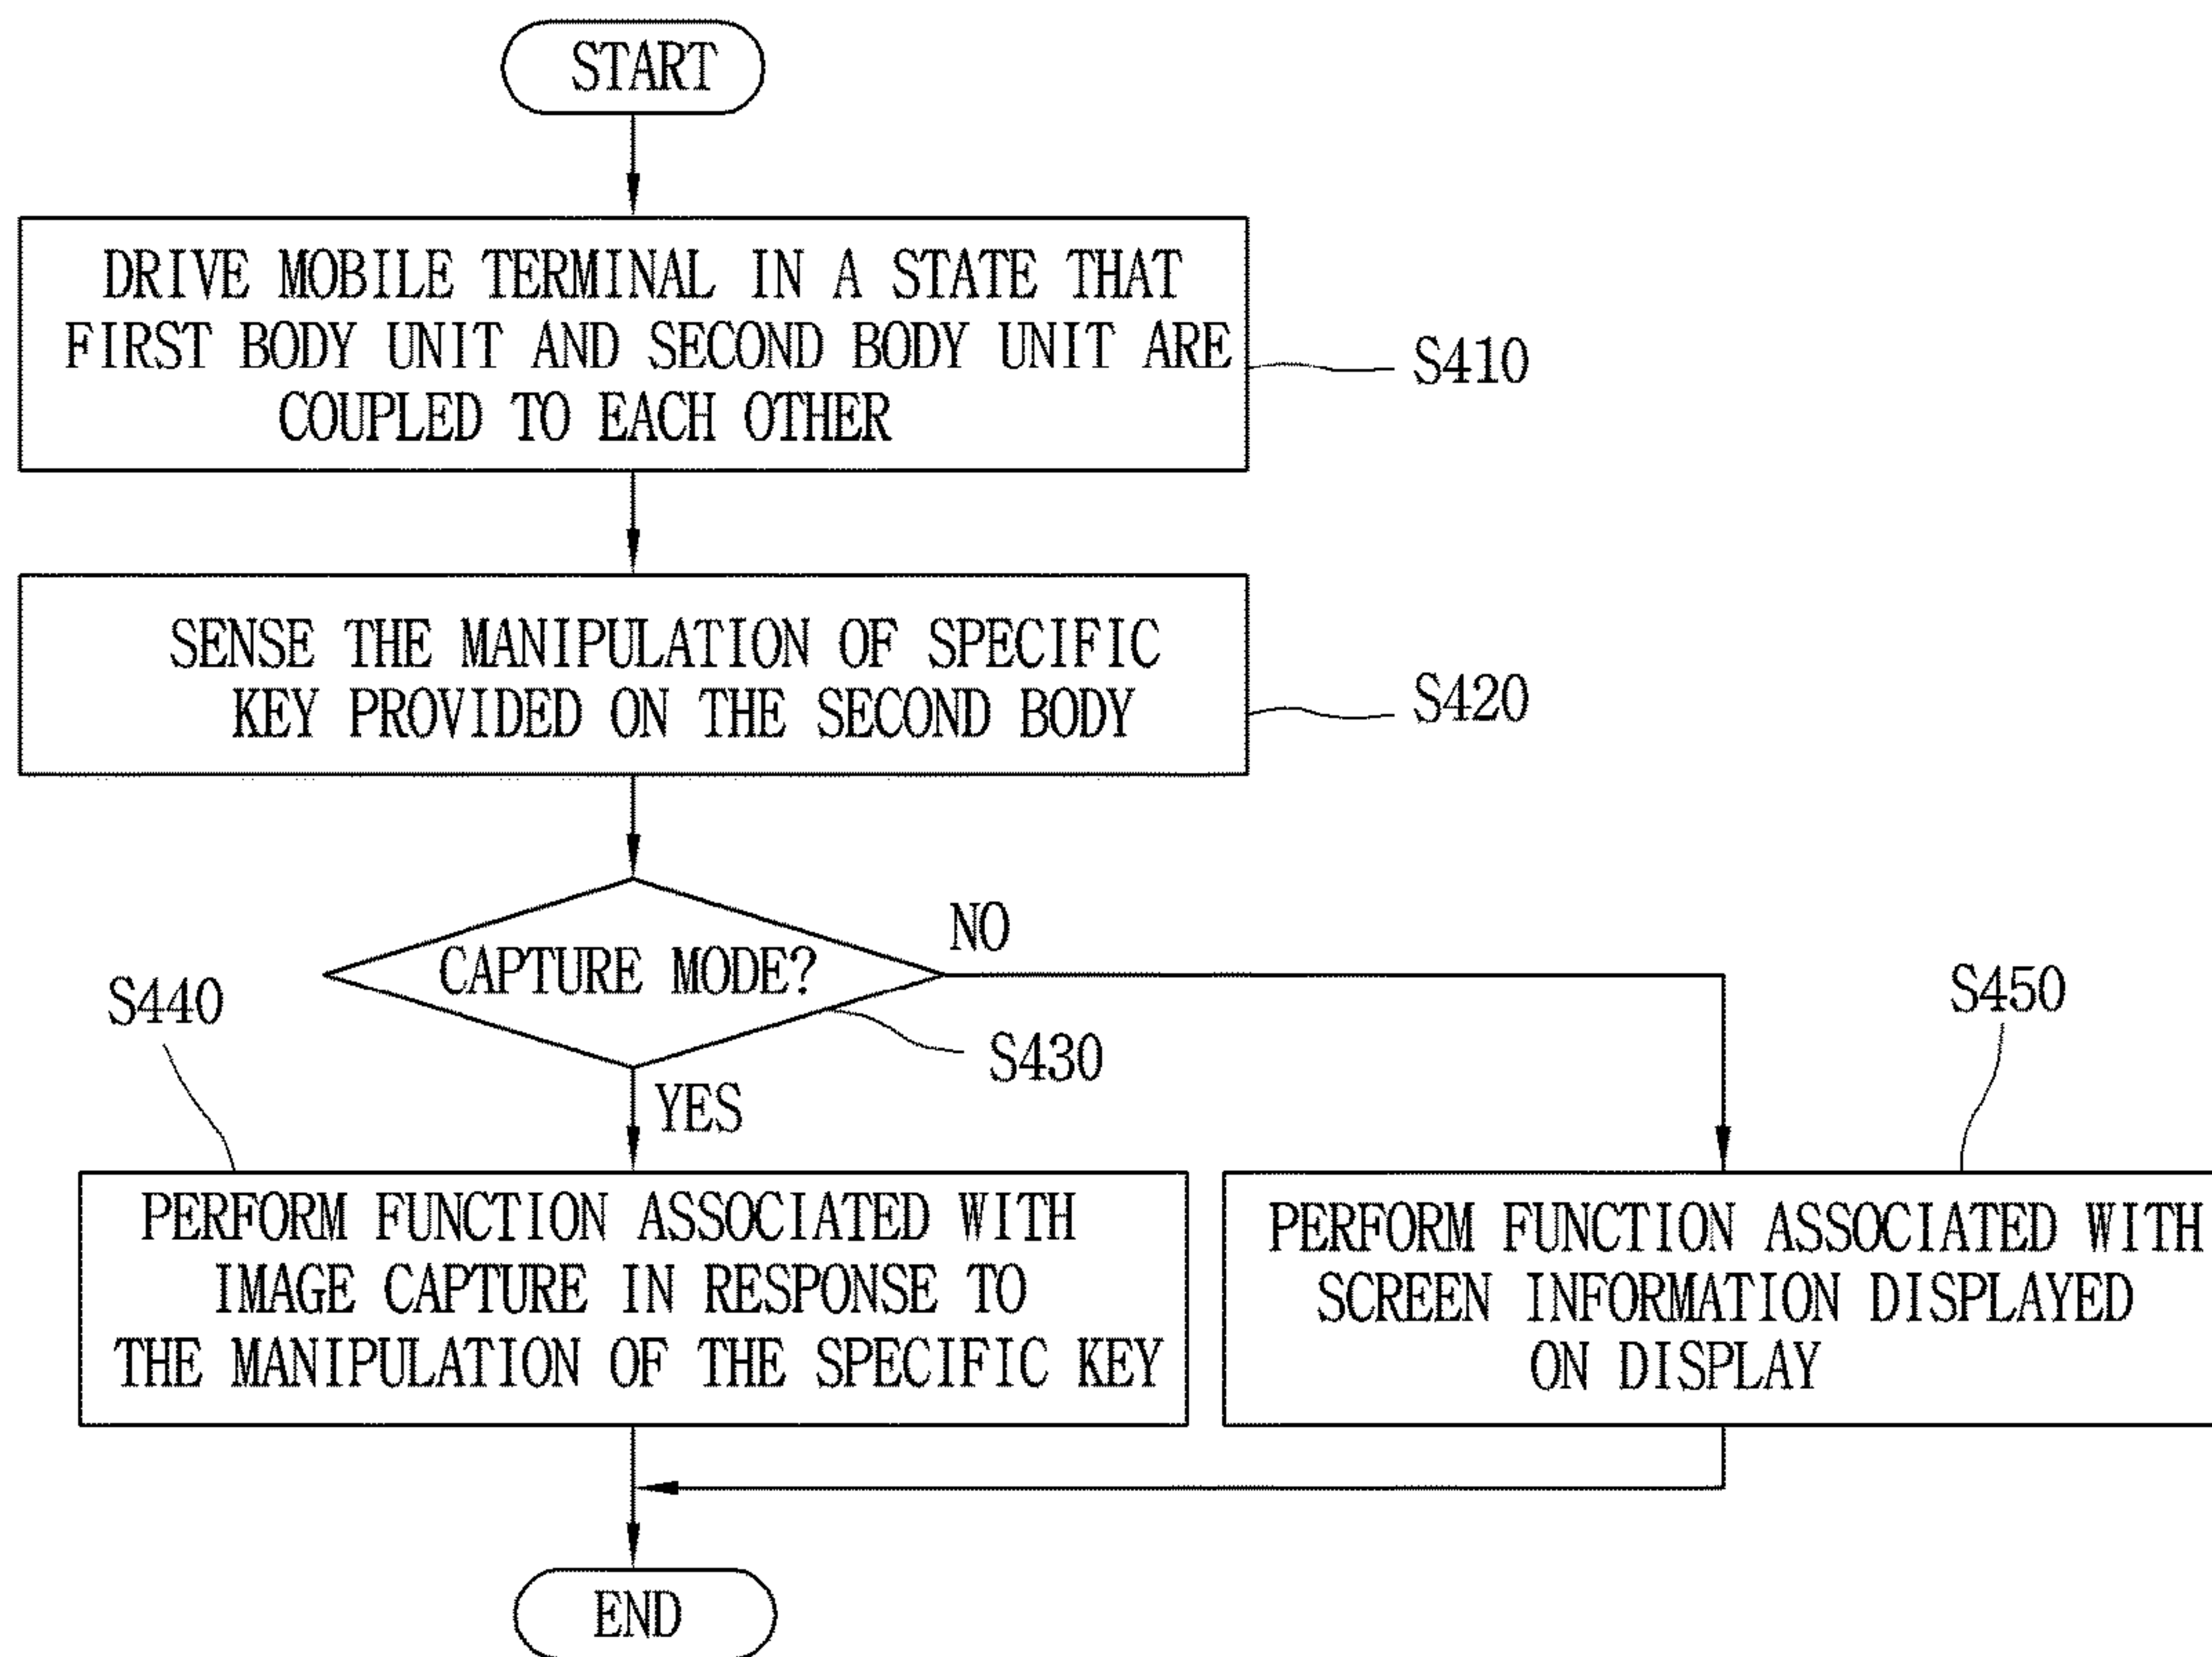 START
DRIVE MOBILE TERMINAL IN A STATE THAT
FIRST BODY UNIT AND SECOND BODY UNIT ARE
COUPLED TO EACH OTHER
S410
SENSE THE MANIPULATION OF SPECIFIC
KEY PROVIDED ON THE SECOND BODY
S420
CAPTURE MODE?
NO
S430
YES
S440
PERFORM FUNCTION ASSOCIATED WITH
IMAGE CAPTURE IN RESPONSE TO
THE MANIPULATION OF THE SPECIFIC KEY
S450
PERFORM FUNCTION ASSOCIATED WITH
SCREEN INFORMATION DISPLAYED
ON DISPLAY
END